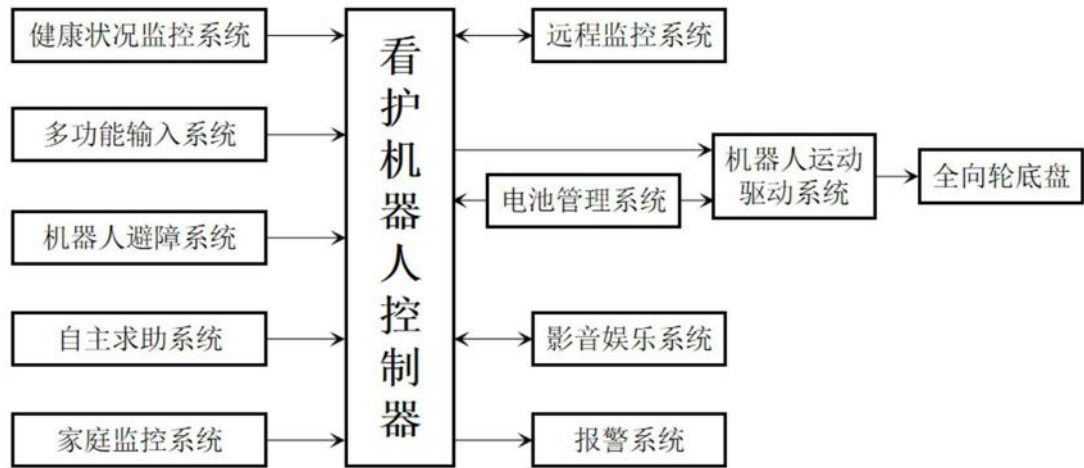 健康状况监控系统
多功能输入系统
机器人避障系统
自主求助系统
家庭监控系统
看护机器人控制器
远程监控系统
电池管理系统
机器人运动
驱动系统
全向轮底盘
影音娱乐系统
报警系统